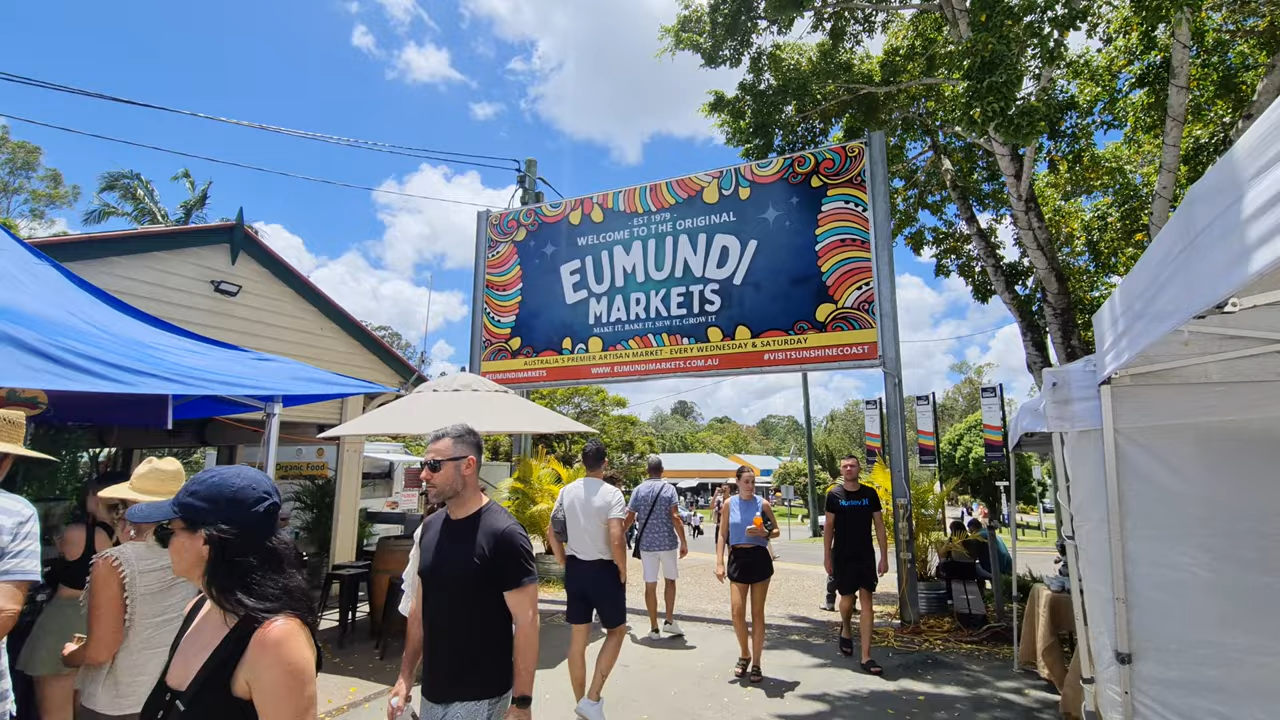 - EST 1979 -
WELCOME TO THE ORIGINAL
EUMUNDI
MARKETS
MAKE IT, BAKE IT, SEW IT, GROW IT
AUSTRALIA'S PREMIER ARTISAN MARKET - EVERY WEDNESDAY & SATURDAY
#EUMUNDIMARKETS WWW. EUMUNDIMARKETS.COM.AU #VISITSUNSHINECOAST
Organic Food
Hurley